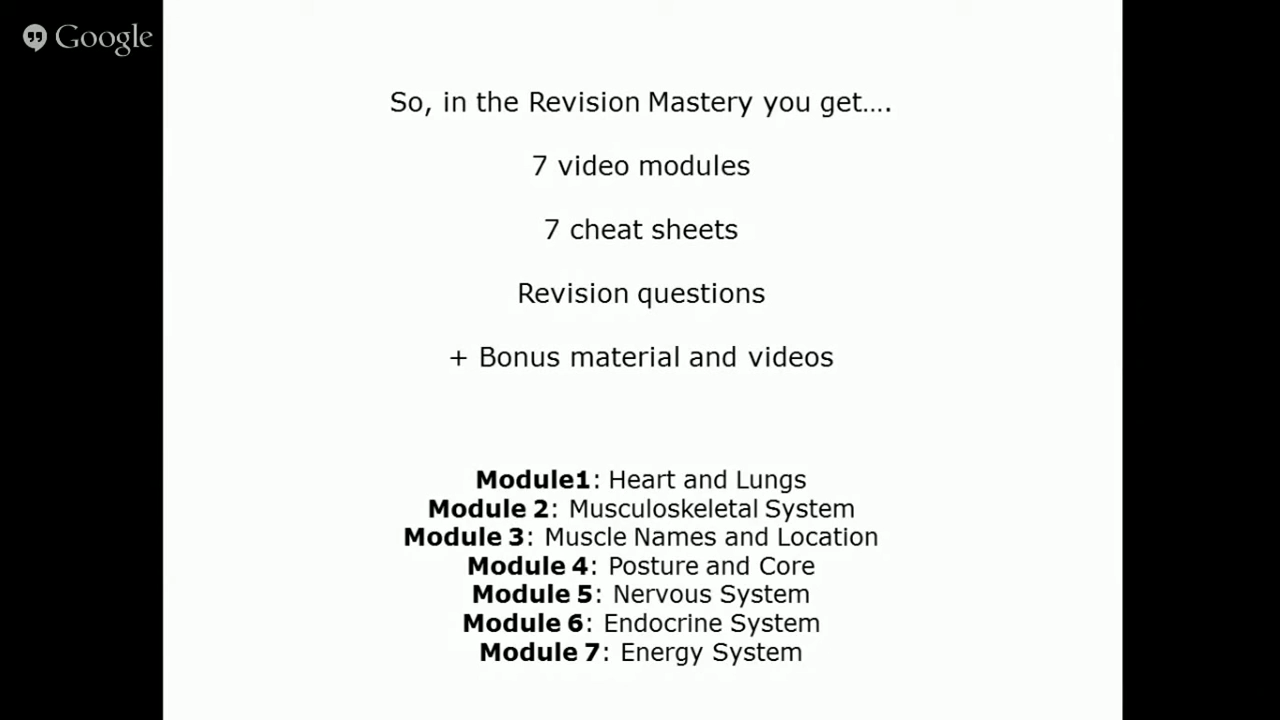 Google
So, in the Revision Mastery you get....
7 video modules
7 cheat sheets
Revision questions
+ Bonus material and videos
Module1: Heart and Lungs
Module 2: Musculoskeletal System
Module 3: Muscle Names and Location
Module 4: Posture and Core
Module 5: Nervous System
Module 6: Endocrine System
Module 7: Energy System